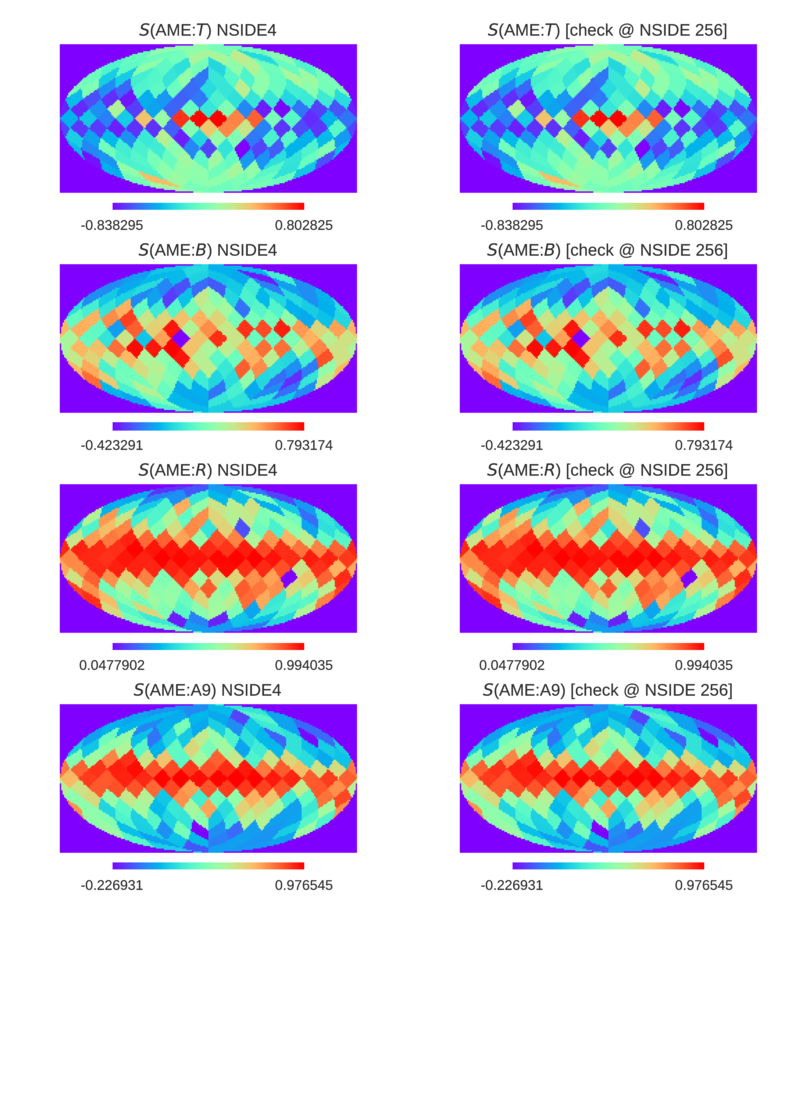 S(AME:T) NSIDE4
S(AME:T) [check @ NSIDE 256]
-0.838295 0.802825
-0.838295 0.802825
S(AME:B) NSIDE4
S(AME:B) [check @ NSIDE 256]
-0.423291 0.793174
-0.423291 0.793174
S(AME:R) NSIDE4
S(AME:R) [check @ NSIDE 256]
0.0477902 0.994035
0.0477902 0.994035
S(AME:A9) NSIDE4
S(AME:A9) [check @ NSIDE 256]
-0.226931 0.976545
-0.226931 0.976545